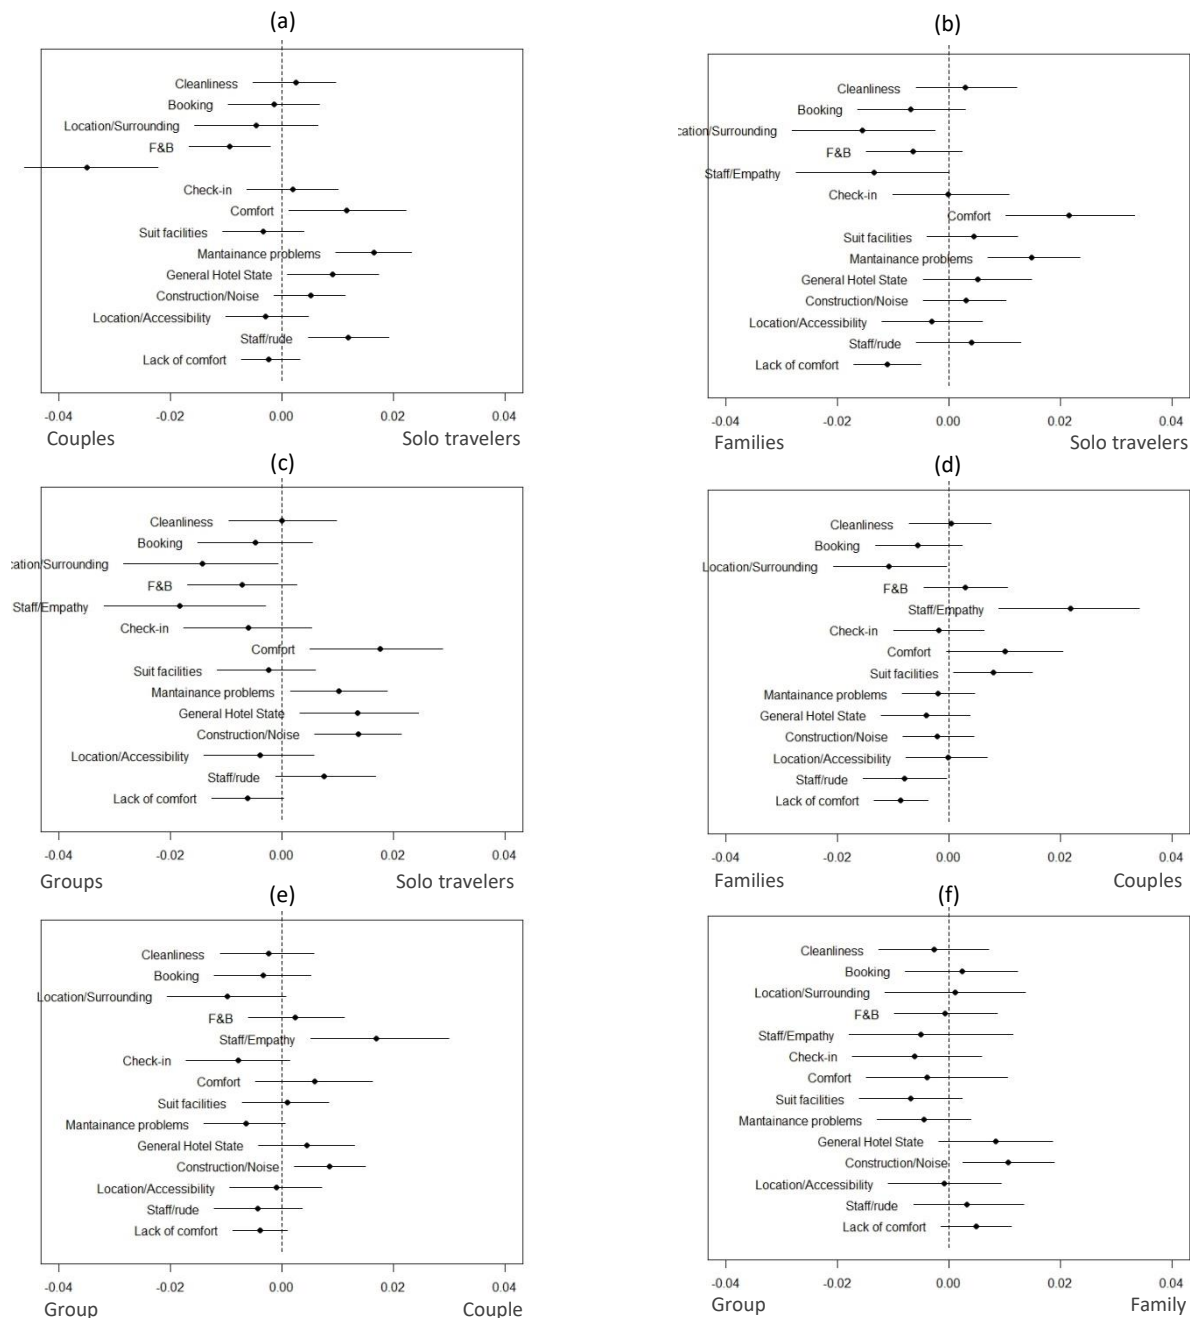 (a)
Cleanliness
Booking
Location/Surrounding
F&B
Check-in
Comfort
Suit facilities
Mantainance problems
General Hotel State
Construction/Noise
Location/Accessibility
Staff/rude
Lack of comfort
-0.04 -0.02 0.00 0.02 0.04
Couples Solo travelers
(b)
Cleanliness
Booking
cation/Surrounding
F&B
Staff/Empathy
Check-in
Comfort
Suit facilities
Mantainance problems
General Hotel State
Construction/Noise
Location/Accessibility
Staff/rude
Lack of comfort
-0.04 -0.02 0.00 0.02 0.04
Families Solo travelers
(c)
Cleanliness
Booking
cation/Surrounding
F&B
Staff/Empathy
Check-in
Comfort
Suit facilities
Mantainance problems
General Hotel State
Construction/Noise
Location/Accessibility
Staff/rude
Lack of comfort
-0.04 -0.02 0.00 0.02 0.04
Groups Solo travelers
(d)
Cleanliness
Booking
Location/Surrounding
F&B
Staff/Empathy
Check-in
Comfort
Suit facilities
Mantainance problems
General Hotel State
Construction/Noise
Location/Accessibility
Staff/rude
Lack of comfort
-0.04 -0.02 0.00 0.02 0.04
Families Couples
(e)
Cleanliness
Booking
Location/Surrounding
F&B
Staff/Empathy
Check-in
Comfort
Suit facilities
Mantainance problems
General Hotel State
Construction/Noise
Location/Accessibility
Staff/rude
Lack of comfort
-0.04 -0.02 0.00 0.02 0.04
Group Couple
(f)
Cleanliness
Booking
Location/Surrounding
F&B
Staff/Empathy
Check-in
Comfort
Suit facilities
Mantainance problems
General Hotel State
Construction/Noise
Location/Accessibility
Staff/rude
Lack of comfort
-0.04 -0.02 0.00 0.02 0.04
Group Family